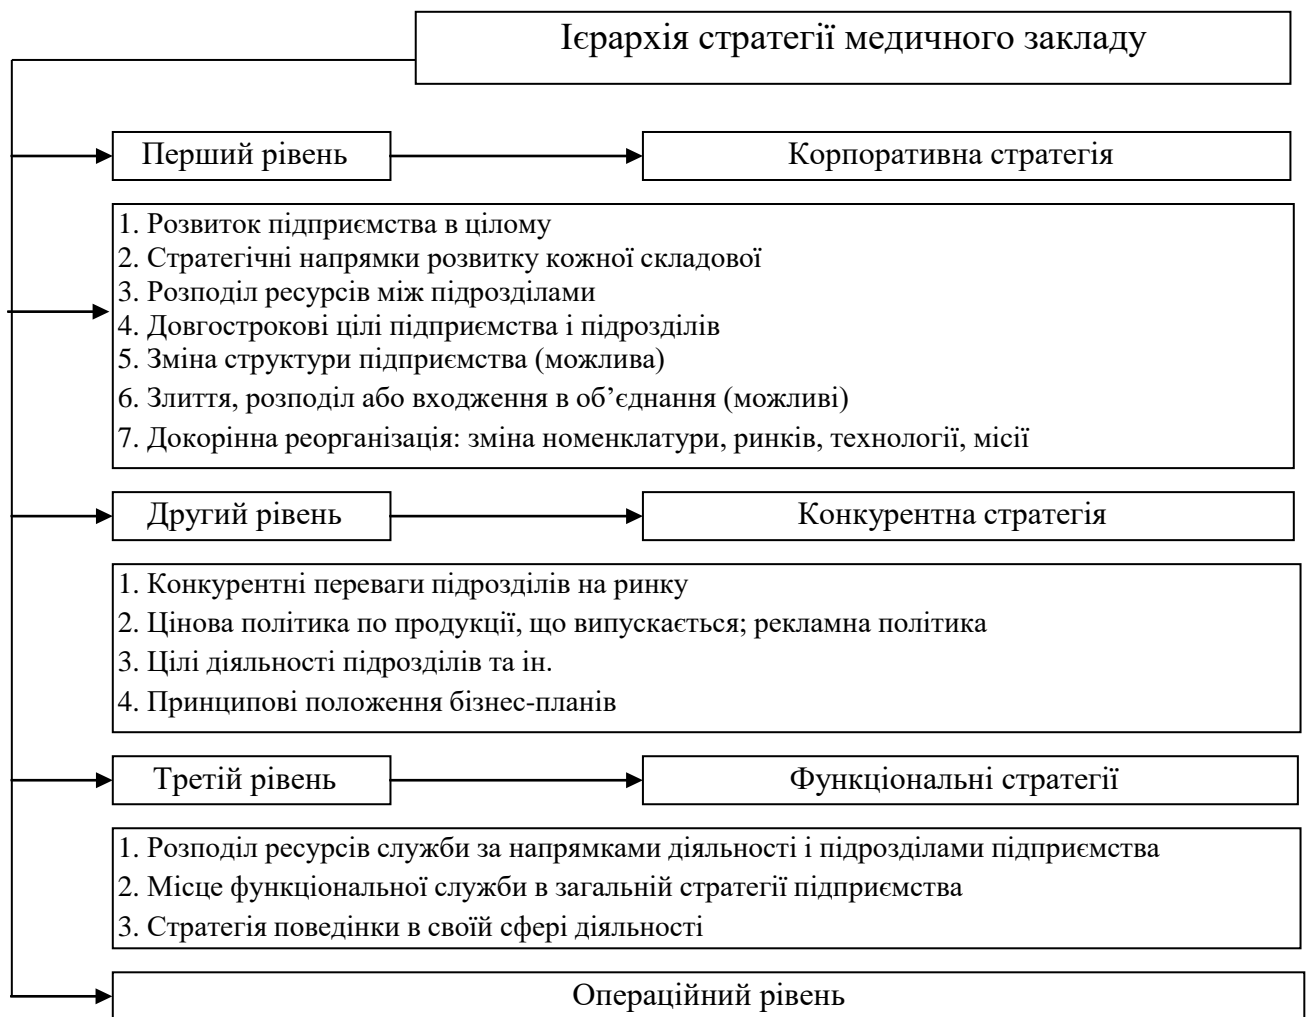 Ієрархія стратегії медичного закладу
Перший рівень
Корпоративна стратегія
1. Розвиток підприємства в цілому
2. Стратегічні напрямки розвитку кожної складової
3. Розподіл ресурсів між підрозділами
4. Довгострокові цілі підприємства і підрозділів
5. Зміна структури підприємства (можлива)
6. Злиття, розподіл або входження в об’єднання (можливі)
7. Докорінна реорганізація: зміна номенклатури, ринків, технології, місії
Другий рівень
Конкурентна стратегія
1. Конкурентні переваги підрозділів на ринку
2. Цінова політика по продукції, що випускається; рекламна політика
3. Цілі діяльності підрозділів та ін.
4. Принципові положення бізнес-планів
Третій рівень
Функціональні стратегії
1. Розподіл ресурсів служби за напрямками діяльності і підрозділами підприємства
2. Місце функціональної служби в загальній стратегії підприємства
3. Стратегія поведінки в своїй сфері діяльності
Операційний рівень